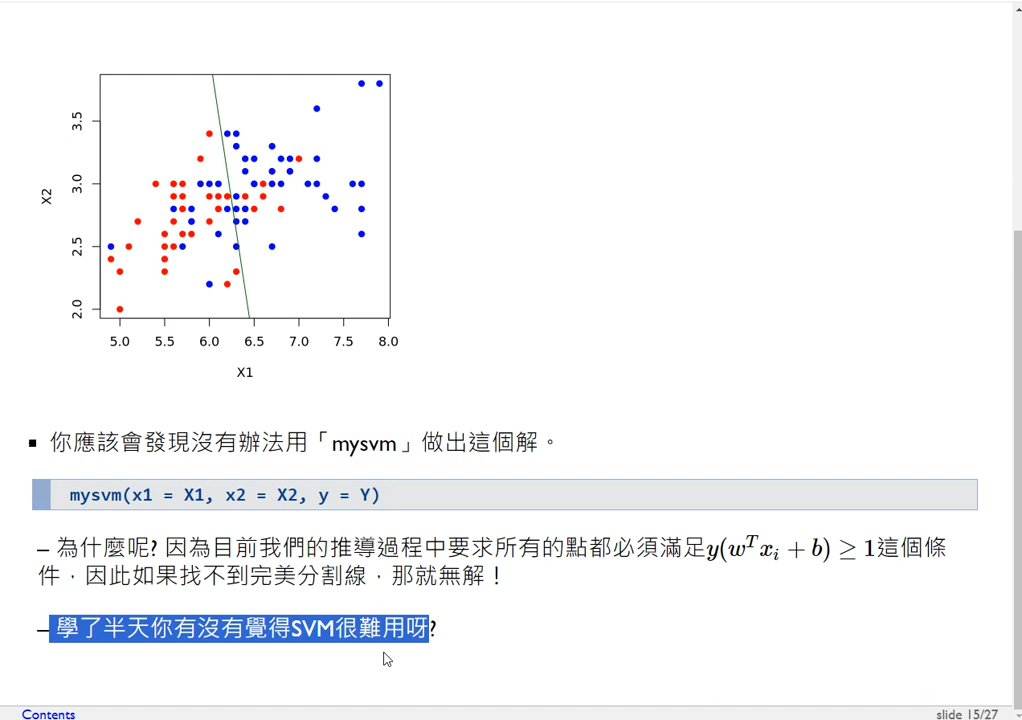 3.5
3.0
2.5
2.0
X2
5.0 5.5 6.0 6.5 7.0 7.5 8.0
X1
你應該會發現沒有辦法用「mysvm」做出這個解。
mysvm(x1 = X1, x2 = X2, y = Y)
– 為什麼呢? 因為目前我們的推導過程中要求所有的點都必須滿足y(wᵀxᵢ + b) ≥ 1這個條
件，因此如果找不到完美分割線，那就無解！
– 學了半天你有沒有覺得SVM很難用呀?
Contents
slide 15/27